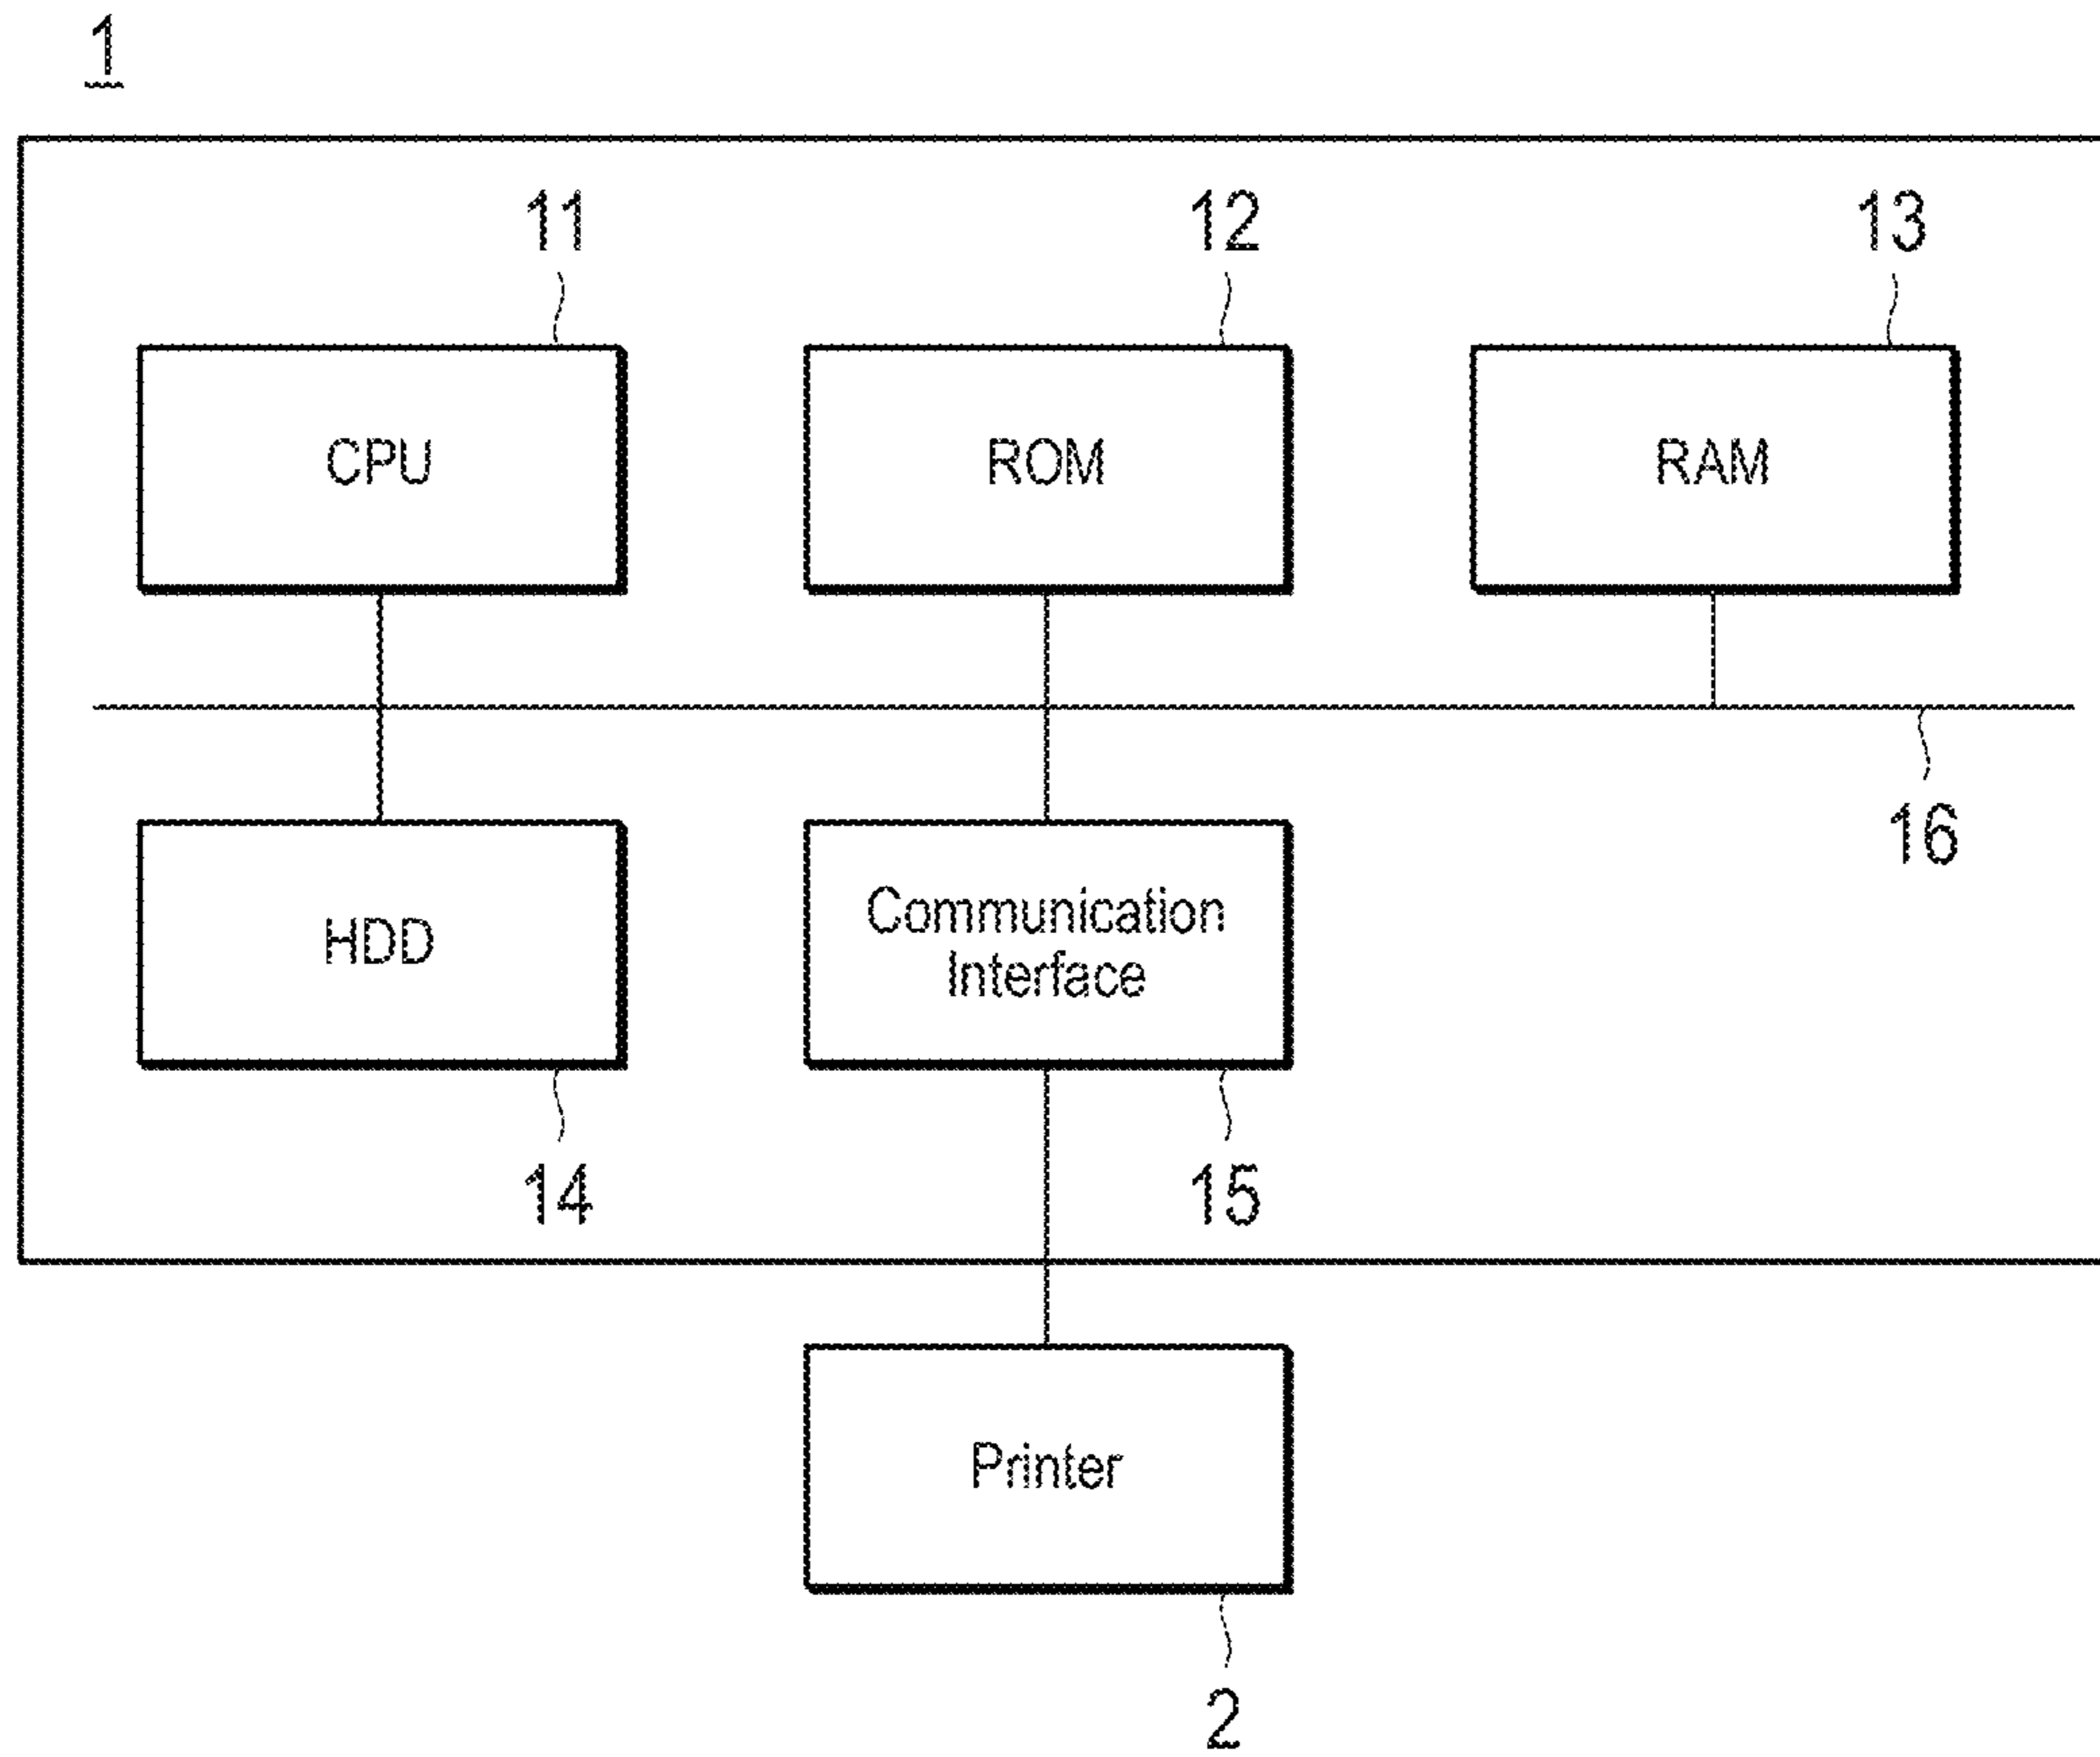 1
11
12
13
CPU
ROM
RAM
16
HDD
Communication
Interface
14
15
Printer
2